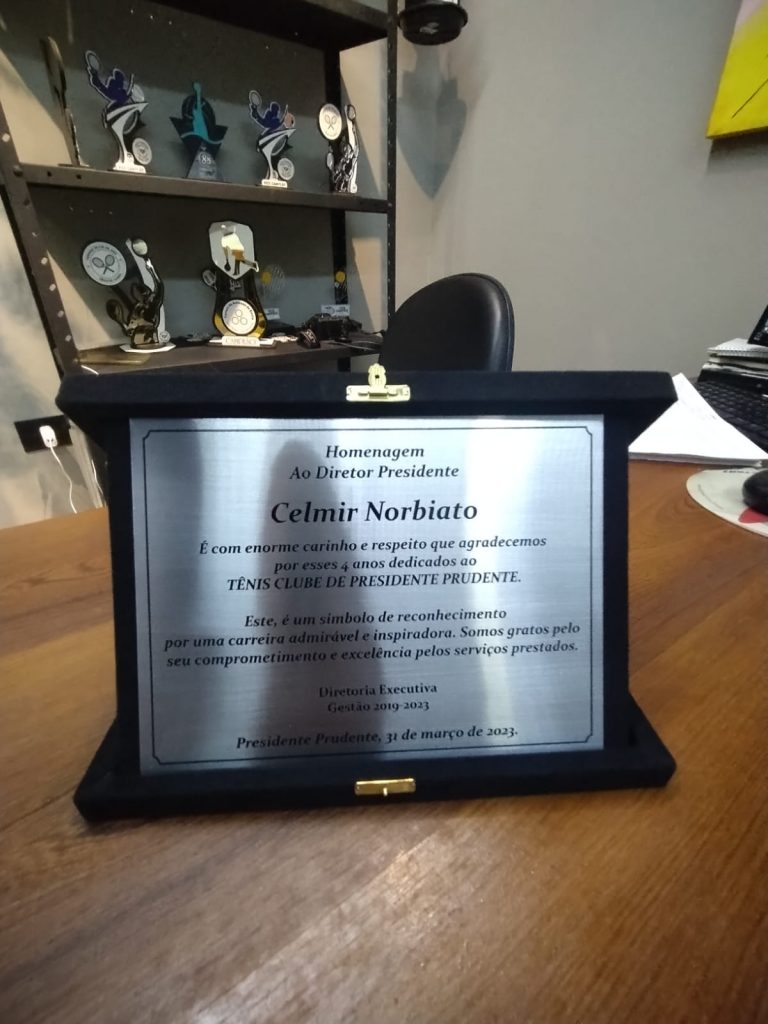 Homenagem
Ao Diretor Presidente
Celmir Norbiato
É com enorme carinho e respeito que agradecemos
por esses 4 anos dedicados ao
TÊNIS CLUBE DE PRESIDENTE PRUDENTE.
Este, é um símbolo de reconhecimento
por uma carreira admirável e inspiradora. Somos gratos pelo
seu comprometimento e excelência pelos serviços prestados.
Diretoria Executiva
Gestão 2019-2023
Presidente Prudente, 31 de março de 2023.